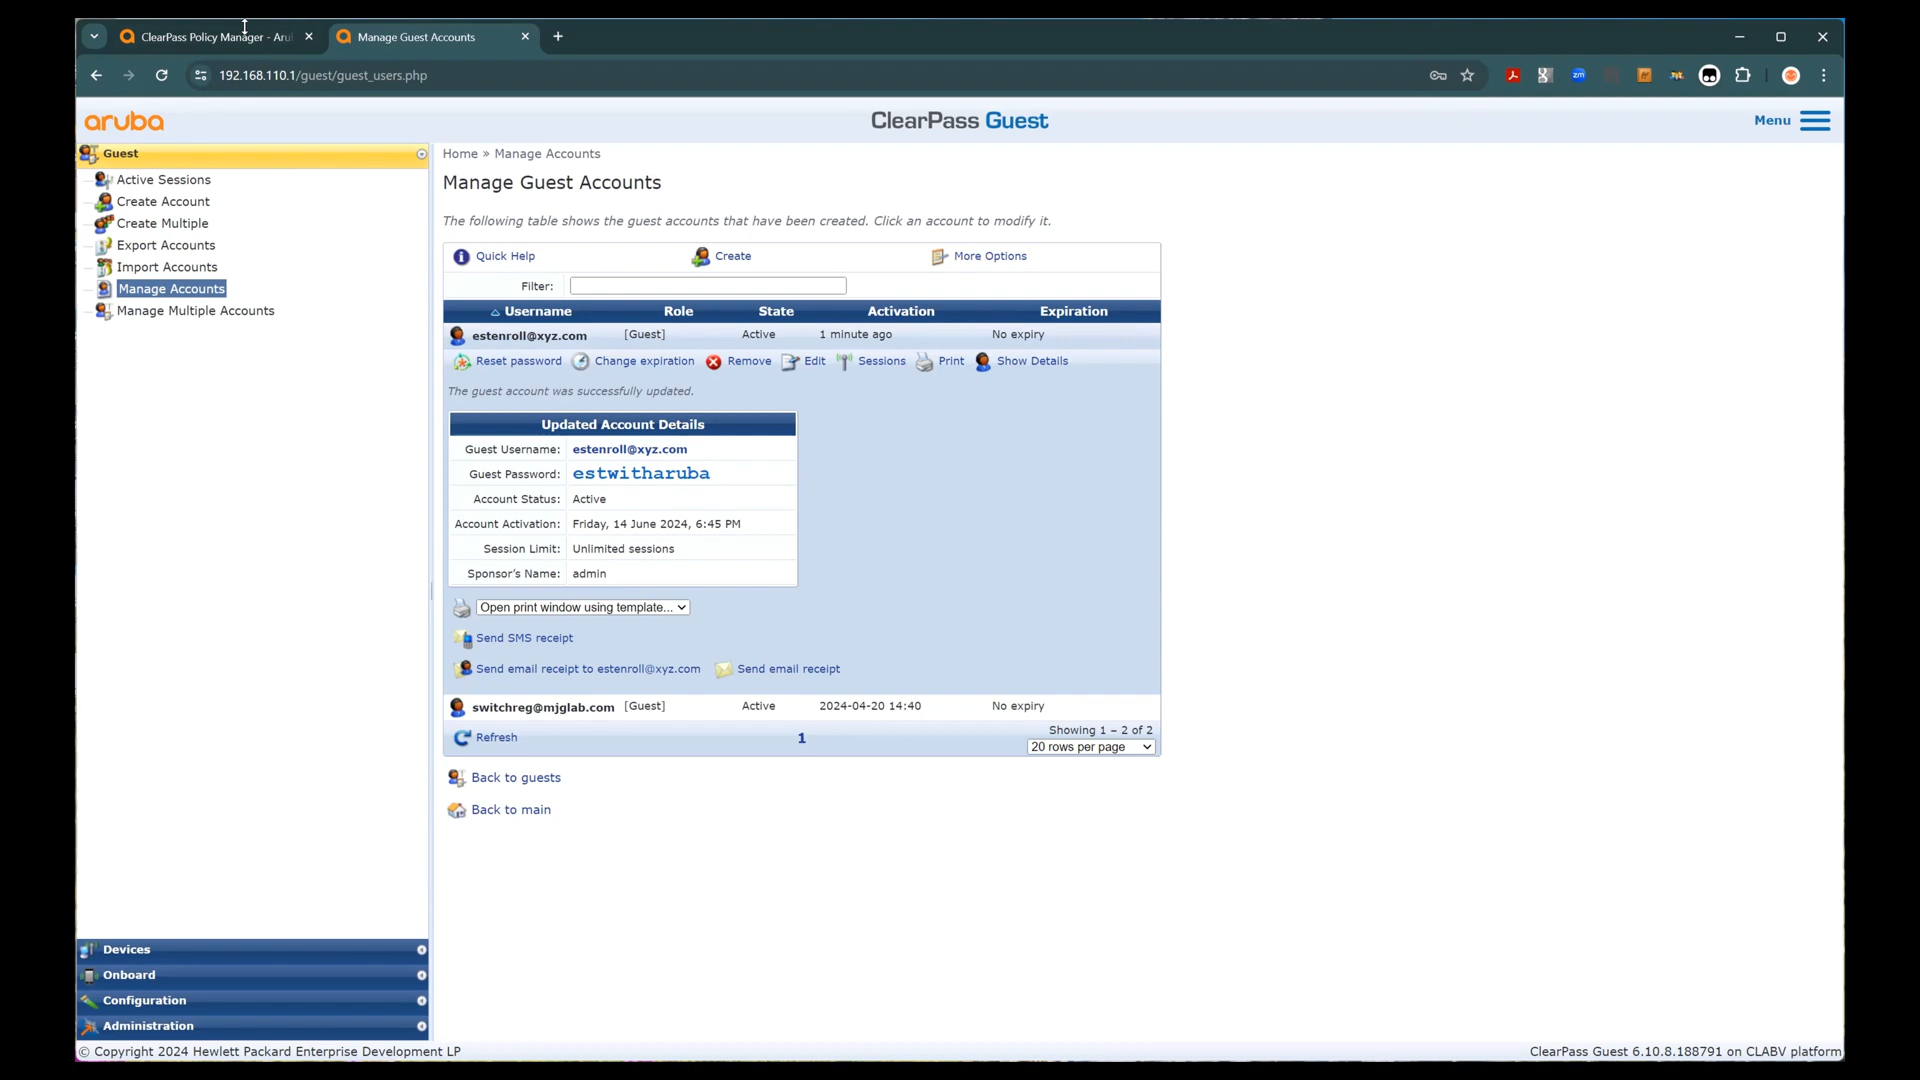 ClearPass Policy Manager - Aru
Manage Guest Accounts
192.168.110.1/guest/guest_users.php
aruba
ClearPass Guest
Menu
Guest
Active Sessions
Create Account
Create Multiple
Export Accounts
Import Accounts
Manage Accounts
Manage Multiple Accounts
Home » Manage Accounts
Manage Guest Accounts
The following table shows the guest accounts that have been created. Click an account to modify it.
Quick Help Create More Options
Filter:
Username Role State Activation Expiration
estenroll@xyz.com [Guest] Active 1 minute ago No expiry
Reset password Change expiration Remove Edit Sessions Print Show Details
The guest account was successfully updated.
Updated Account Details
Guest Username: estenroll@xyz.com
Guest Password: estwitharuba
Account Status: Active
Account Activation: Friday, 14 June 2024, 6:45 PM
Session Limit: Unlimited sessions
Sponsor's Name: admin
Open print window using template...
Send SMS receipt
Send email receipt to estenroll@xyz.com Send email receipt
switchreg@mjglab.com [Guest] Active 2024-04-20 14:40 No expiry
Refresh 1 Showing 1 – 2 of 2
20 rows per page
Back to guests
Back to main
Devices
Onboard
Configuration
Administration
© Copyright 2024 Hewlett Packard Enterprise Development LP
ClearPass Guest 6.10.8.188791 on CLABV platform